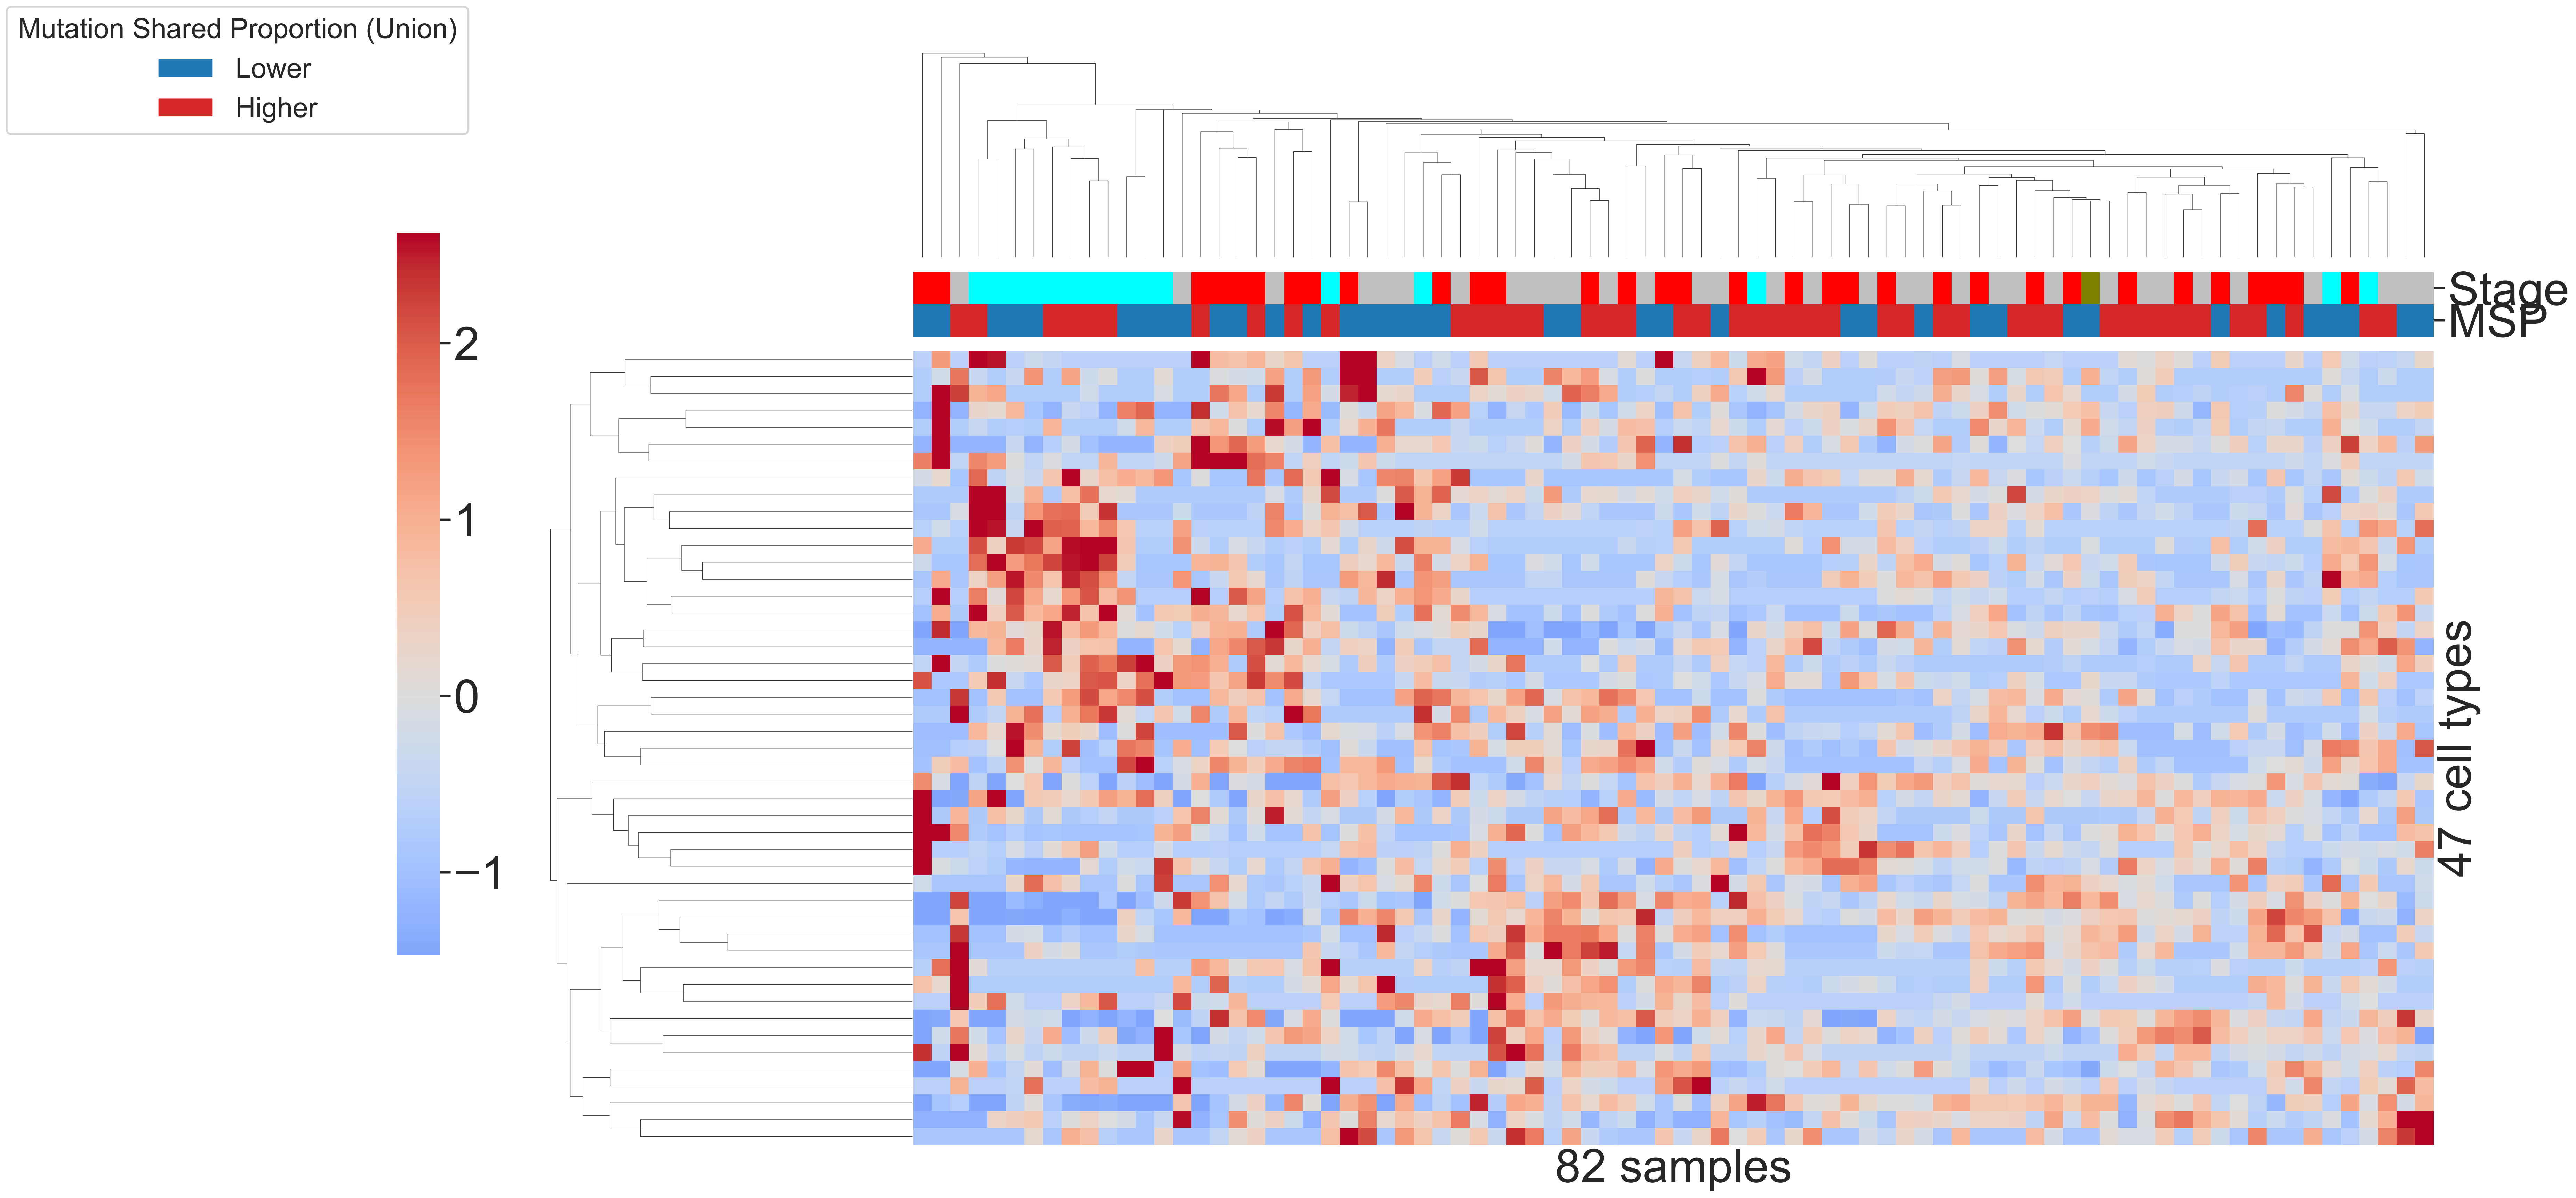 Mutation Shared Proportion (Union)
Lower
Higher
2
1
0
−1
Stage
MSP
47 cell types
82 samples